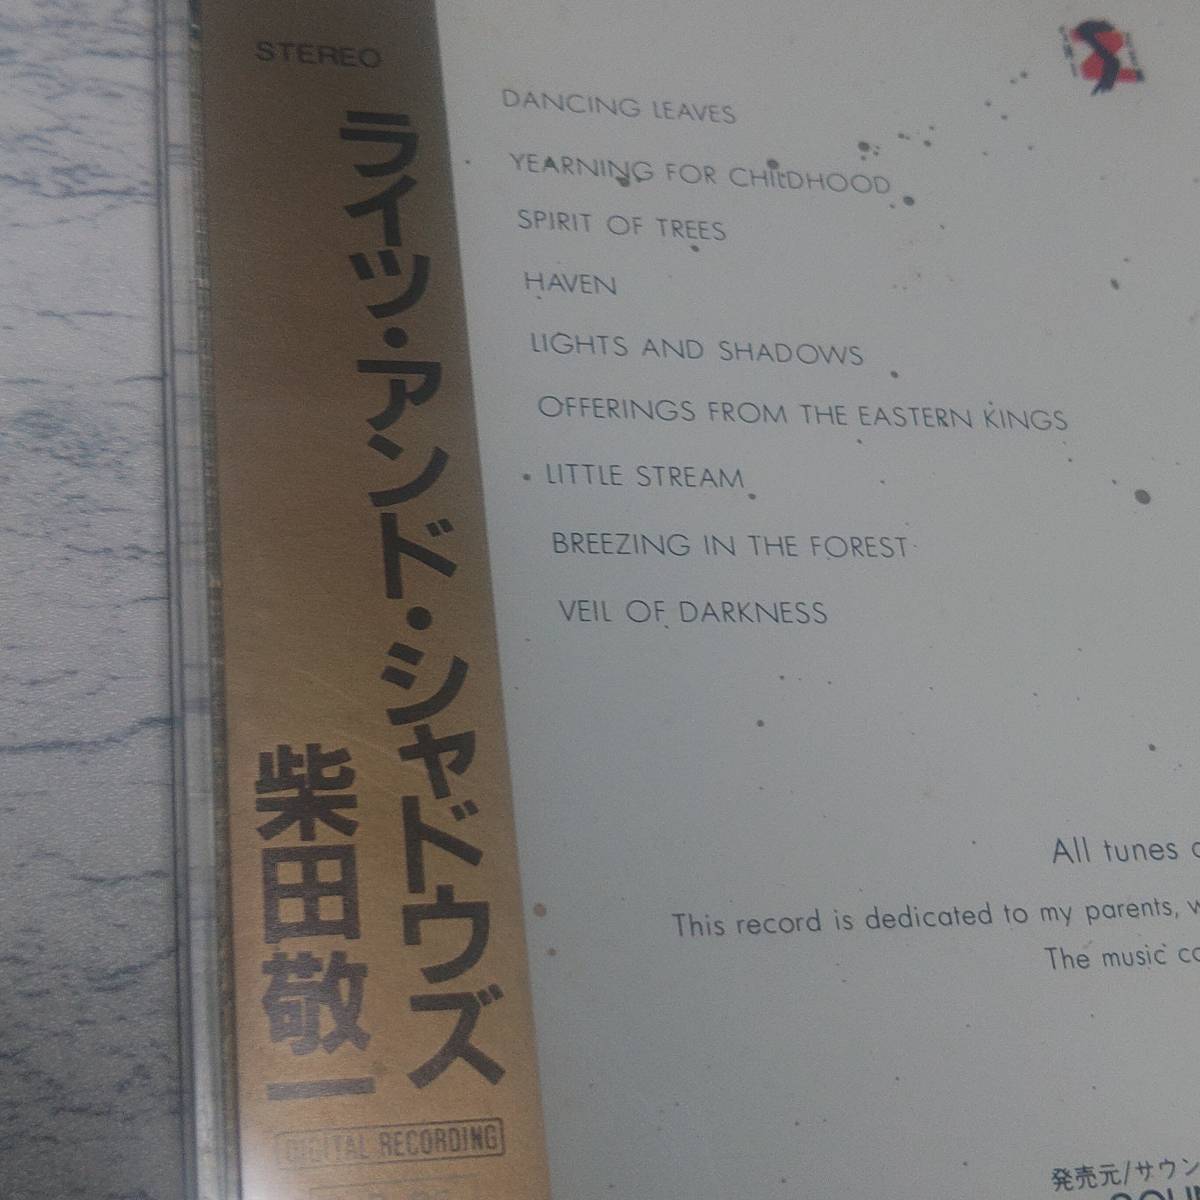 STEREO
ライツ・アンド・シャドウズ
柴田敬一
DIGITAL RECORDING
DANCING LEAVES
YEARNING FOR CHILDHOOD
SPIRIT OF TREES
HAVEN
LIGHTS AND SHADOWS
OFFERINGS FROM THE EASTERN KINGS
LITTLE STREAM
BREEZING IN THE FOREST
VEIL OF DARKNESS
All tunes
This record is dedicated to my parents,
The music
発売元/サウン